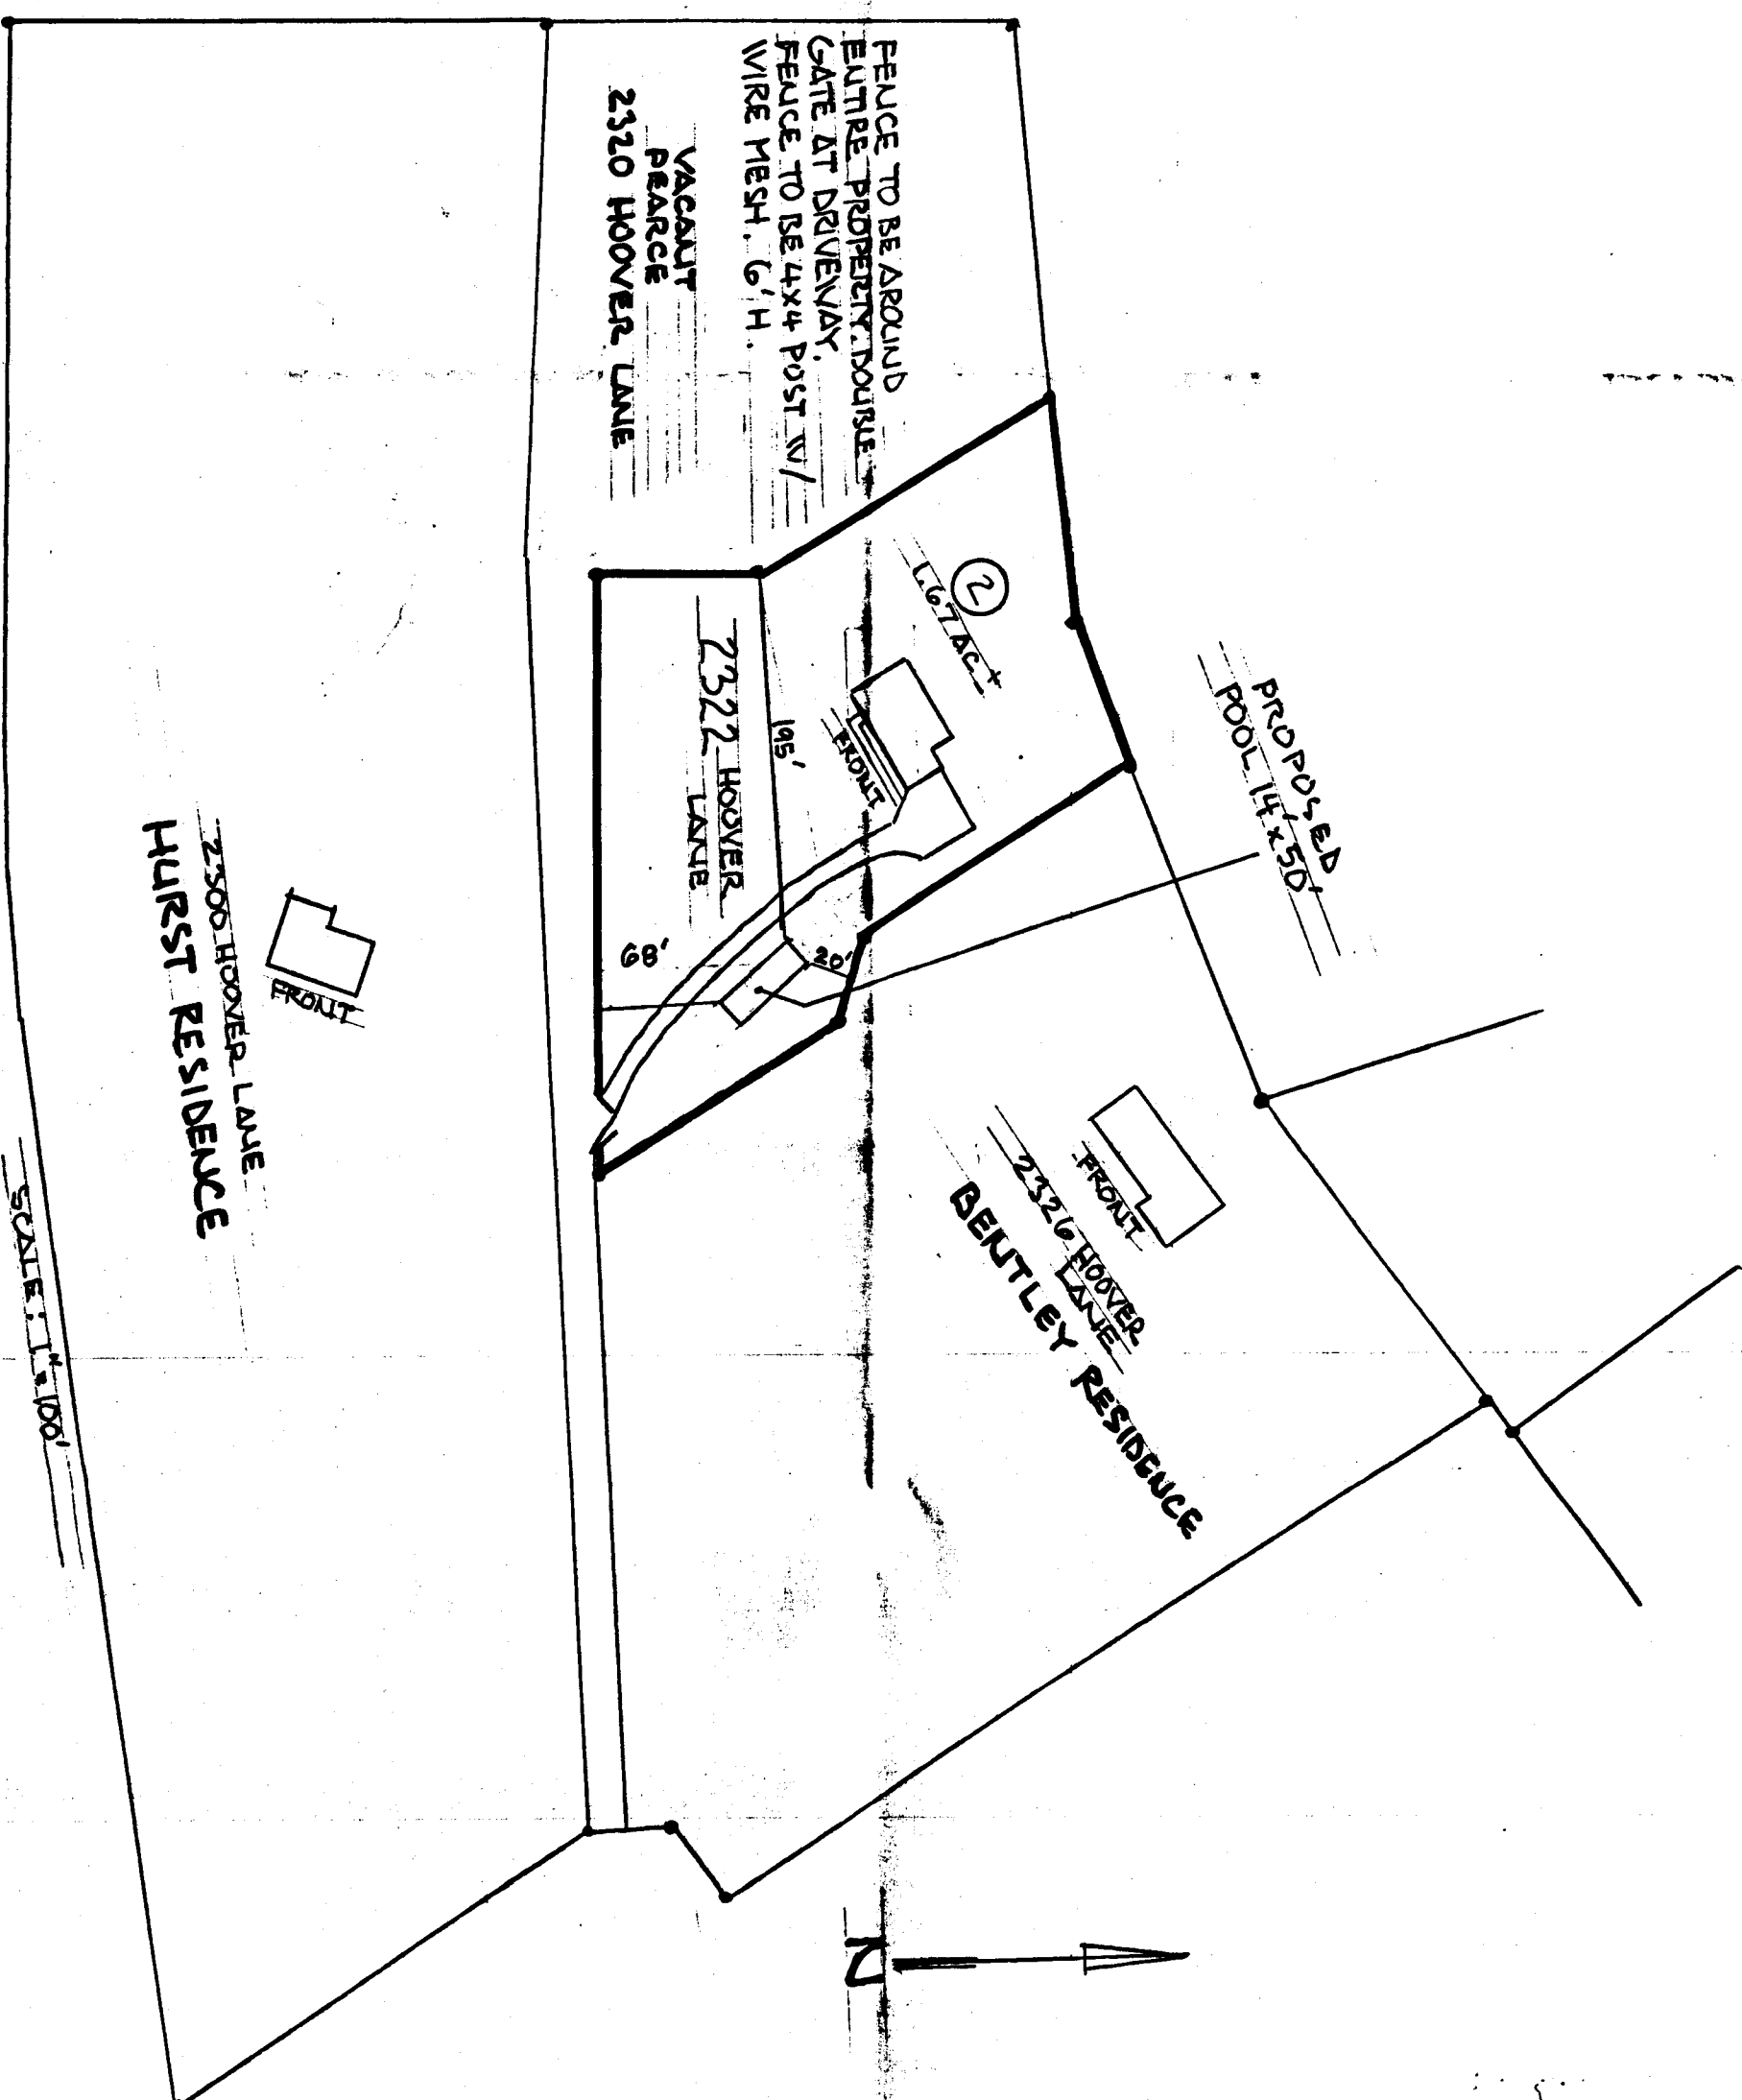 FENCE TO BE AROUND
ENTIRE PROPERTY. DOUBLE
GATE AT DRIVEWAY.
FENCE TO BE 4X4 POST W/
WIRE MESH. 6'H.
VACANT
PEARCE
2320 HOOVER LANE
2
1.67 AC.±
PROPOSED
POOL 14'x50'
FRONT
195'
2322 HOOVER
LANE
68'
20'
FRONT
2326 HOOVER
LANE
BENTLEY RESIDENCE
FRONT
2300 HOOVER LANE
HURST RESIDENCE
SCALE: 1"=100'
N